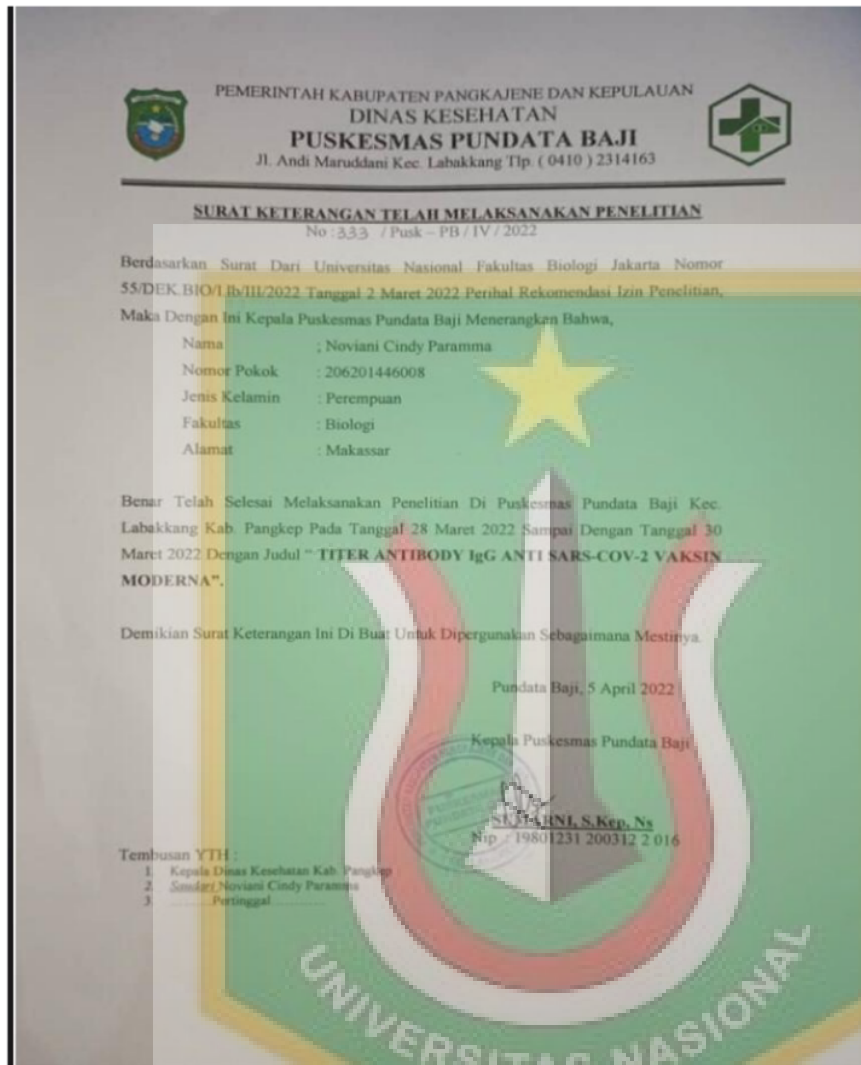 PEMERINTAH KABUPATEN PANGKAJENE DAN KEPULAUAN
DINAS KESEHATAN
PUSKESMAS PUNDATA BAJI
Jl. Andi Maruddani Kec. Labakkang Tlp. ( 0410 ) 2314163
SURAT KETERANGAN TELAH MELAKSANAKAN PENELITIAN
No : 333 / Pusk – PB / IV / 2022
Berdasarkan Surat Dari Universitas Nasional Fakultas Biologi Jakarta Nomor
55/DEK.BIO/I.Ib/III/2022 Tanggal 2 Maret 2022 Perihal Rekomendasi Izin Penelitian,
Maka Dengan Ini Kepala Puskesmas Pundata Baji Menerangken Bahwa,
Nama : Noviani Cindy Paramma
Nomor Pokok : 206201446008
Jenis Kelamin : Perempuan
Fakultas : Biologi
Alamat : Makassar
Benar Telah Selesai Melaksanakan Penelitian Di Puskesmas Pundata Baji Kec.
Labakkang Kab. Pangkep Pada Tanggal 28 Maret 2022 Sampai Dengan Tanggal 30
Maret 2022 Dengan Judul “ TITER ANTIBODY IgG ANTI SARS-COV-2 VAKSIN
MODERNA”.
Demikian Surat Keterangan Ini Di Buat Untuk Dipergunakan Sebagaimana Mestinya.
Pundata Baji, 5 April 2022
Kepala Puskesmas Pundata Baji
S.Kep, Ns
Nip : 19801231 200312 2 016
Tembusan YTH :
1. Kepala Dinas Kesehatan Kab. Pangkep
2. Saudari Noviani Cindy Paramma
3. ..........Pertinggal..........
UNIVERSITAS NASIONAL